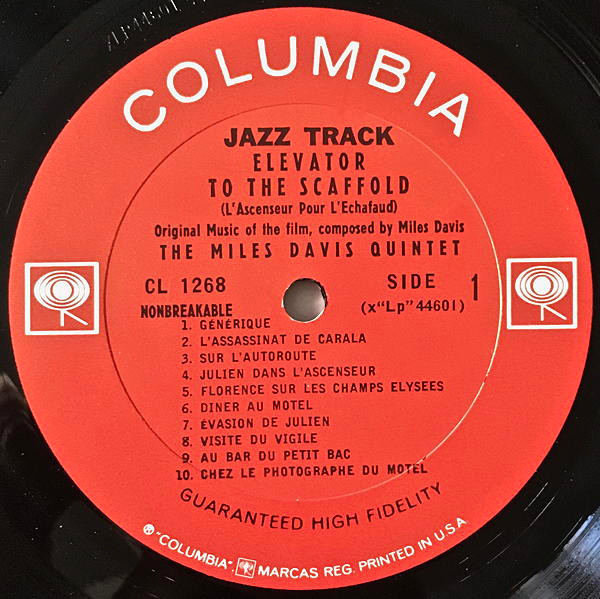 COLUMBIA
JAZZ TRACK
ELEVATOR
TO THE SCAFFOLD
(L'Ascenseur Pour L'Echafaud)
Original Music of the film, composed by Miles Davis
THE MILES DAVIS QUINTET
CL 1268
SIDE 1
NONBREAKABLE
(x"Lp"44601)
1. GÉNÉRIQUE
2. L'ASSASSINAT DE CARALA
3. SUR L'AUTOROUTE
4. JULIEN DANS L'ASCENSEUR
5. FLORENCE SUR LES CHAMPS ELYSEES
6. DINER AU MOTEL
7. ÉVASION DE JULIEN
8. VISITE DU VIGILE
9. AU BAR DU PETIT BAC
10. CHEZ LE PHOTOGRAPHE DU MOTEL
GUARANTEED HIGH FIDELITY
"COLUMBIA". MARCAS REG. PRINTED IN U.S.A.